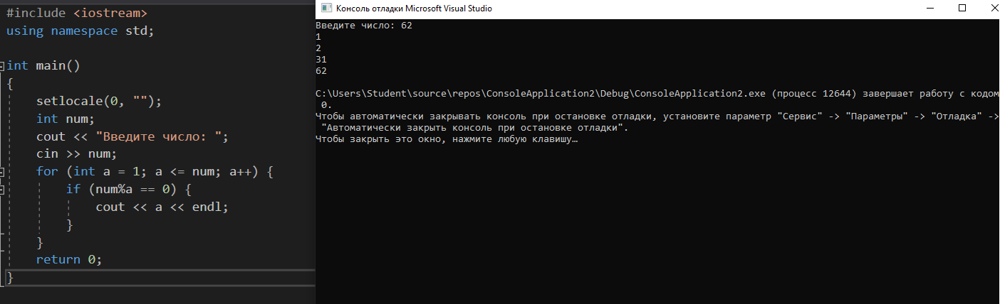 #include <iostream>
using namespace std;
int main()
{
setlocale(0, "");
int num;
cout << "Введите число: ";
cin >> num;
for (int a = 1; a <= num; a++) {
if (num%a == 0) {
cout << a << endl;
}
}
return 0;
}
Консоль отладки Microsoft Visual Studio
Введите число: 62
1
2
31
62
C:\Users\Student\source\repos\ConsoleApplication2\Debug\ConsoleApplication2.exe (процесс 12644) завершает работу с кодом
0.
Чтобы автоматически закрывать консоль при остановке отладки, установите параметр "Сервис" -> "Параметры" -> "Отладка" ->
"Автоматически закрыть консоль при остановке отладки".
Чтобы закрыть это окно, нажмите любую клавишу…